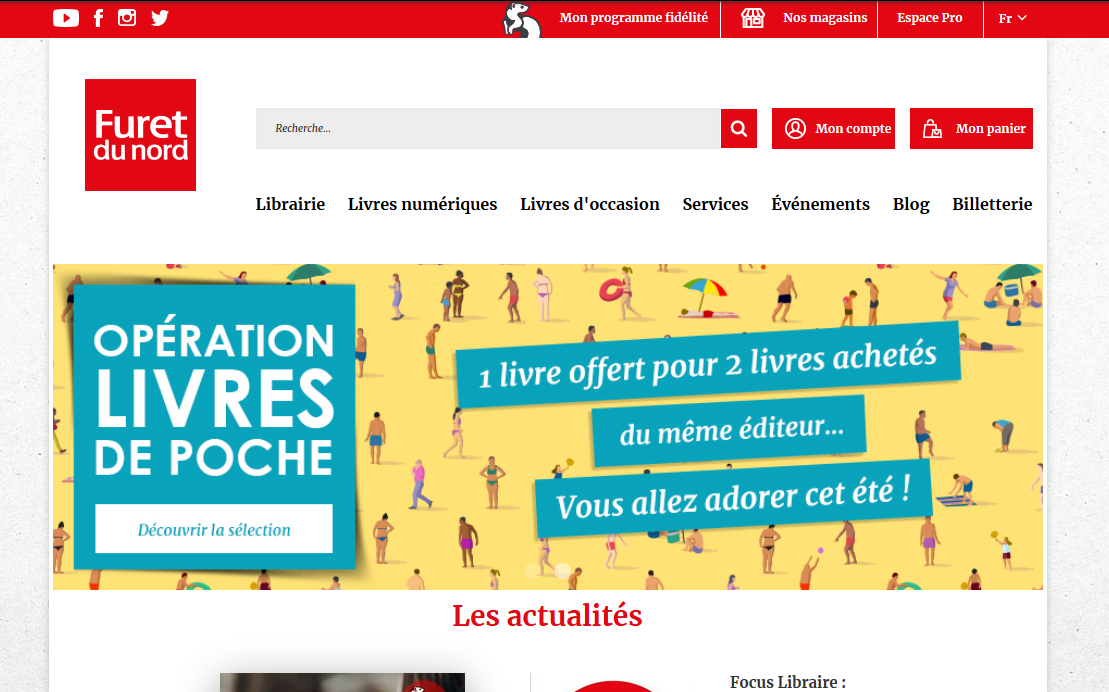 Mon programme fidélité
Nos magasins
Espace Pro
Fr
Furet
du nord
Recherche...
Mon compte
Mon panier
Librairie
Livres numériques
Livres d'occasion
Services
Événements
Blog
Billetterie
OPÉRATION
LIVRES
DE POCHE
Découvrir la sélection
1 livre offert pour 2 livres achetés
du même éditeur...
Vous allez adorer cet été !
Les actualités
Focus Libraire :